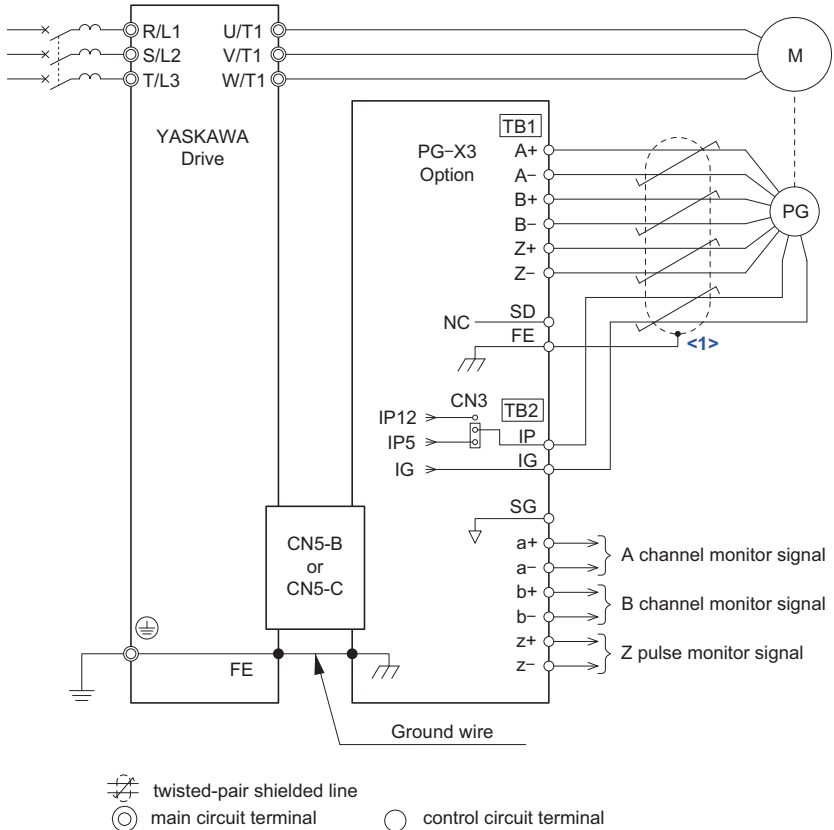 R/L1 U/T1
S/L2 V/T1
T/L3 W/T1
M
YASKAWA
Drive
PG-X3
Option
TB1
A+
A−
B+
B−
Z+
Z−
PG
NC SD
FE
<1>
CN3 TB2
IP12
IP5 IP
IG IG
SG
CN5-B
or
CN5-C
a+
a− A channel monitor signal
b+
b− B channel monitor signal
z+
z− Z pulse monitor signal
FE
Ground wire
twisted-pair shielded line
main circuit terminal control circuit terminal